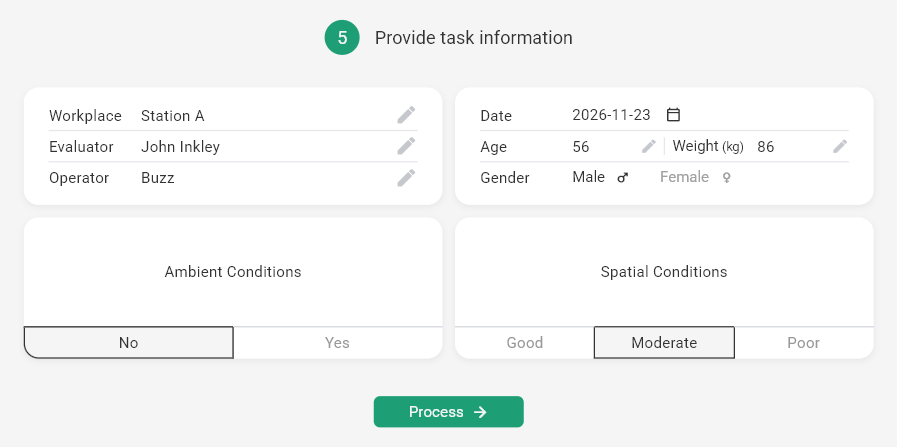 5 Provide task information
Workplace Station A
Evaluator John Inkley
Operator Buzz
Date 2026-11-23
Age 56 Weight (kg) 86
Gender Male Female
Ambient Conditions
No Yes
Spatial Conditions
Good Moderate Poor
Process